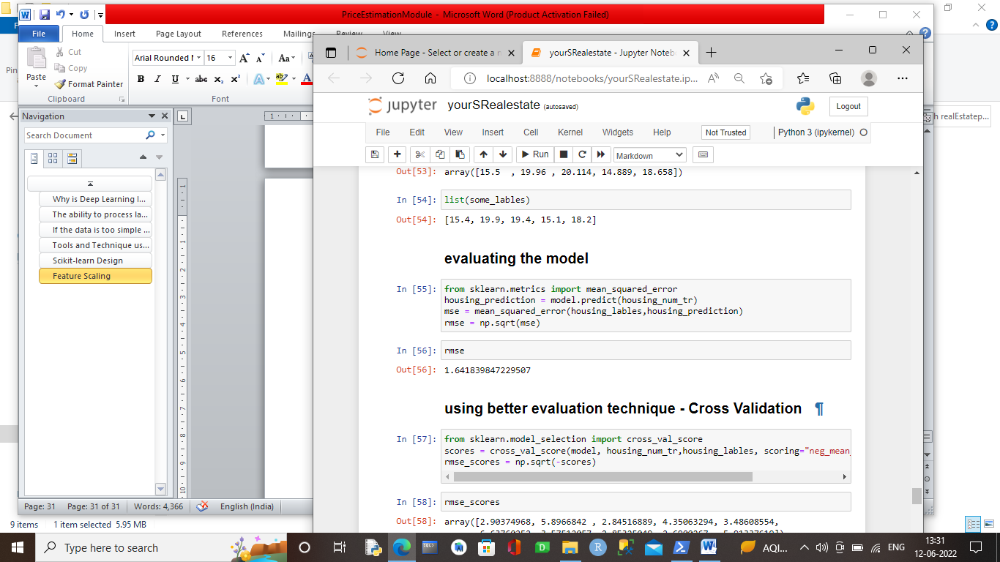 PriceEstimationModule - Microsoft Word (Product Activation Failed)
File Home Insert Page Layout References Mailings Review View
Paste
Cut
Copy
Format Painter
Clipboard
Arial Rounded 16
Font
Navigation
Search Document
Why is Deep Learning I...
The ability to process la...
If the data is too simple ...
Tools and Technique us...
Scikit-learn Design
Feature Scaling
Page: 31 Page: 31 of 31 Words: 4,366 English (India)
9 items 1 item selected 5.95 MB
h realEstatep...
Home Page - Select or create a n
yourSRealestate - Jupyter Noteb
localhost:8888/notebooks/yourSRealestate.ip...
jupyter yourSRealestate (autosaved)
Logout
File Edit View Insert Cell Kernel Widgets Help
Not Trusted
Python 3 (ipykernel)
Run
Markdown
Out[53]: array([15.5 , 19.96 , 20.114, 14.889, 18.658])
In [54]: list(some_lables)
Out[54]: [15.4, 19.9, 19.4, 15.1, 18.2]
evaluating the model
In [55]: from sklearn.metrics import mean_squared_error
housing_prediction = model.predict(housing_num_tr)
mse = mean_squared_error(housing_lables,housing_prediction)
rmse = np.sqrt(mse)
In [56]: rmse
Out[56]: 1.641839847229507
using better evaluation technique - Cross Validation ¶
In [57]: from sklearn.model_selection import cross_val_score
scores = cross_val_score(model, housing_num_tr,housing_lables, scoring="neg_mean_
rmse_scores = np.sqrt(-scores)
In [58]: rmse_scores
Out[58]: array([2.90374968, 5.8966842 , 2.84516889, 4.35063294, 3.48608554,
Type here to search
AQI...
ENG
13:31
12-06-2022